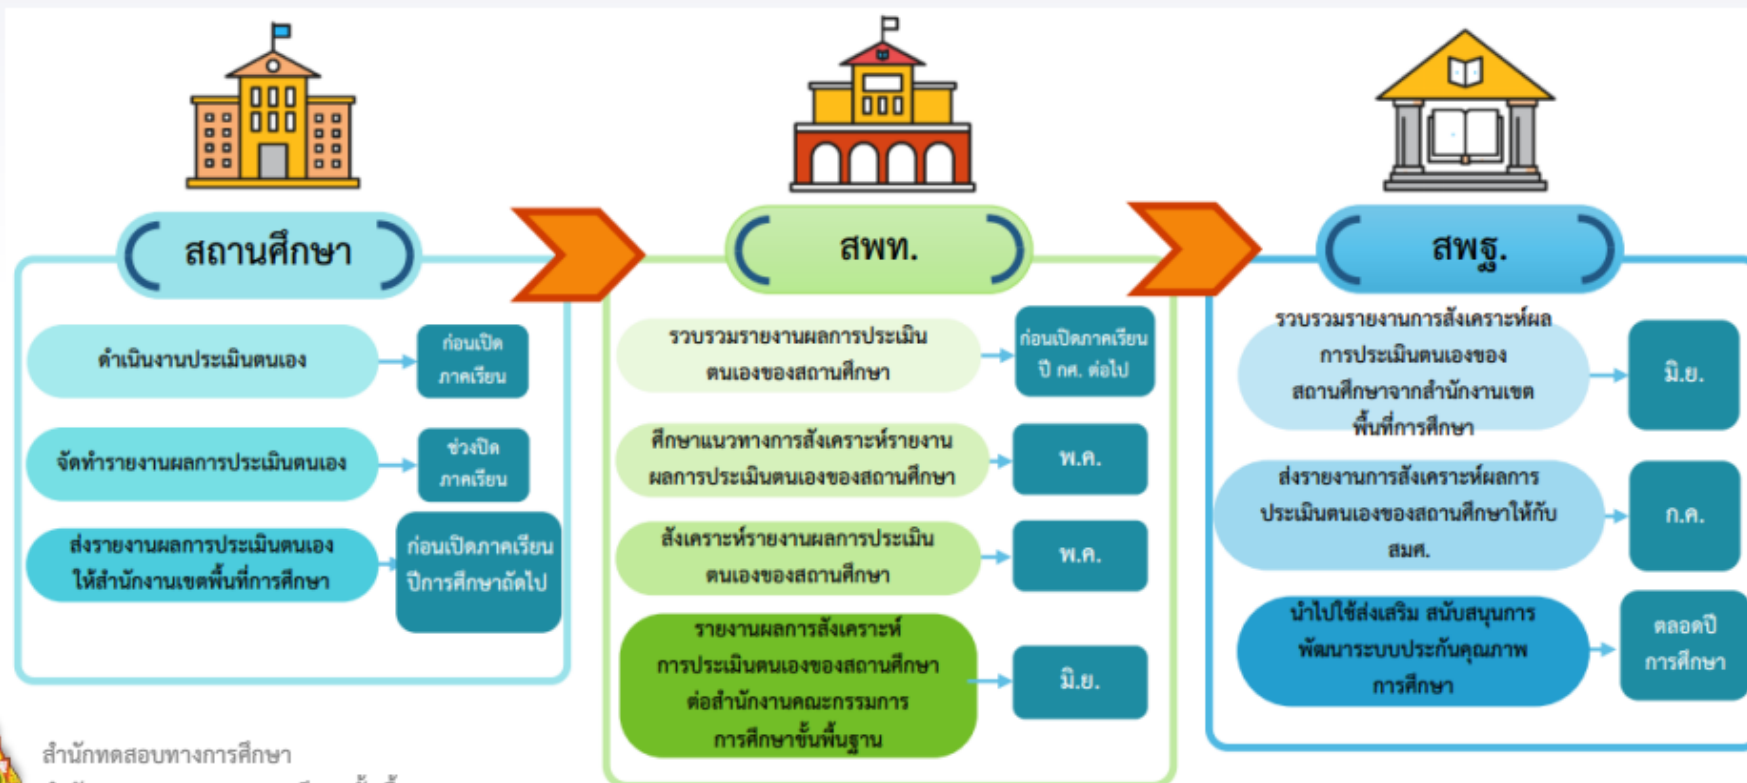 สถานศึกษา
ดำเนินงานประเมินตนเอง
ก่อนเปิด
ภาคเรียน
จัดทำรายงานผลการประเมินตนเอง
ช่วงปิด
ภาคเรียน
ส่งรายงานผลการประเมินตนเอง
ให้สำนักงานเขตพื้นที่การศึกษา
ก่อนเปิดภาคเรียน
ปีการศึกษาถัดไป
สพท.
รวบรวมรายงานผลการประเมิน
ตนเองของสถานศึกษา
ก่อนเปิดภาคเรียน
ปี กศ. ต่อไป
ศึกษาแนวทางการสังเคราะห์รายงาน
ผลการประเมินตนเองของสถานศึกษา
พ.ค.
สังเคราะห์รายงานผลการประเมิน
ตนเองของสถานศึกษา
พ.ค.
รายงานผลการสังเคราะห์
การประเมินตนเองของสถานศึกษา
ต่อสำนักงานคณะกรรมการ
การศึกษาขั้นพื้นฐาน
มิ.ย.
สพฐ.
รวบรวมรายงานการสังเคราะห์ผล
การประเมินตนเองของ
สถานศึกษาจากสำนักงานเขต
พื้นที่การศึกษา
มิ.ย.
ส่งรายงานการสังเคราะห์ผลการ
ประเมินตนเองของสถานศึกษาให้กับ
สมศ.
ก.ค.
นำไปใช้ส่งเสริม สนับสนุนการ
พัฒนาระบบประกันคุณภาพ
การศึกษา
ตลอดปี
การศึกษา
สำนักทดสอบทางการศึกษา